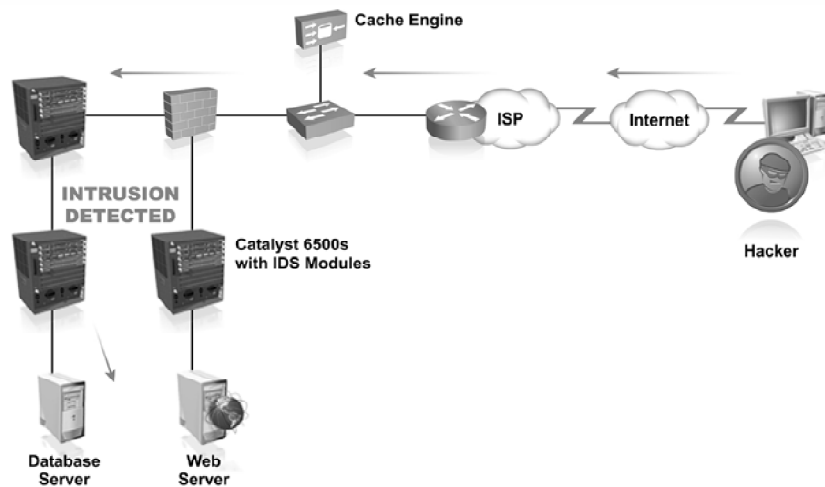 Cache Engine
ISP
Internet
INTRUSION
DETECTED
Catalyst 6500s
with IDS Modules
Hacker
Database
Server
Web
Server